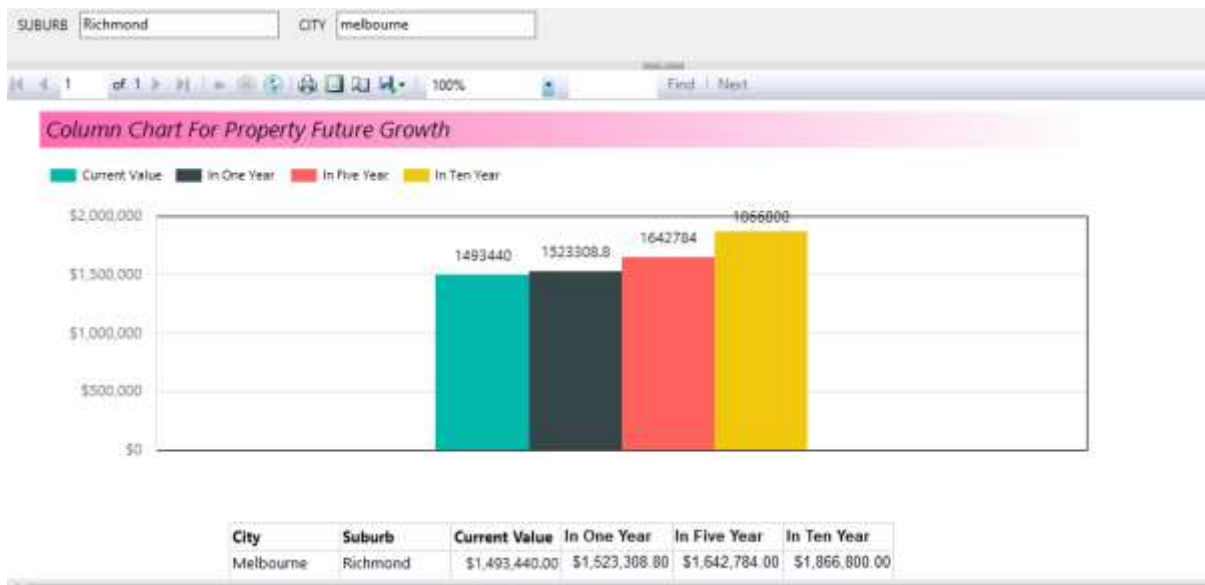 SUBURB Richmond CITY melbourne
1 of 1 100% Find Next
Column Chart For Property Future Growth
Current Value In One Year In Five Year In Ten Year
$2,000,000
1866800
1642784
1523308.8
1493440
$1,500,000
$1,000,000
$500,000
$0
City Suburb Current Value In One Year In Five Year In Ten Year
Melbourne Richmond $1,493,440.00 $1,523,308.80 $1,642,784.00 $1,866,800.00